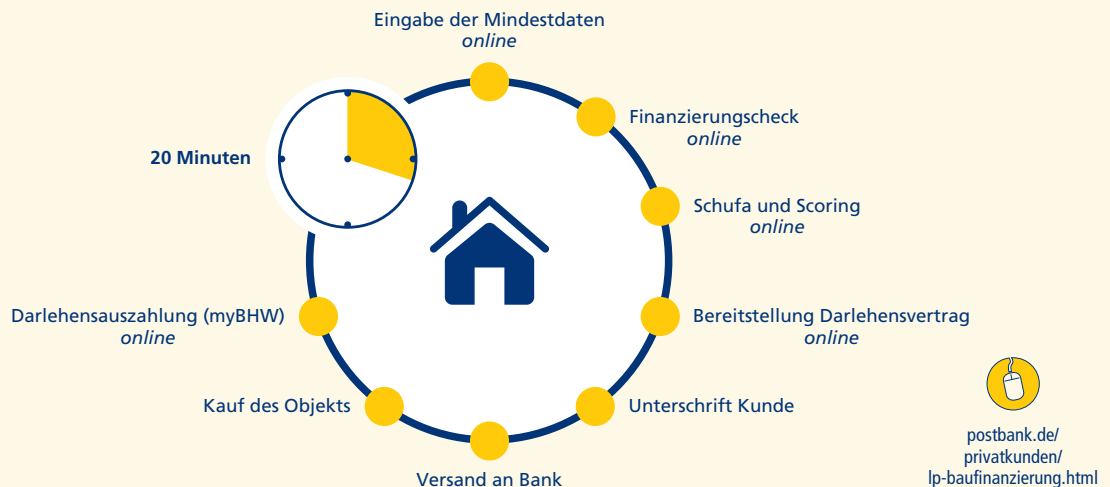 Eingabe der Mindestdaten
online
20 Minuten
Finanzierungscheck
online
Schufa und Scoring
online
Bereitstellung Darlehensvertrag
online
Unterschrift Kunde
Versand an Bank
Kauf des Objekts
Darlehensauszahlung (myBHW)
online
postbank.de/
privatkunden/
lp-baufinanzierung.html